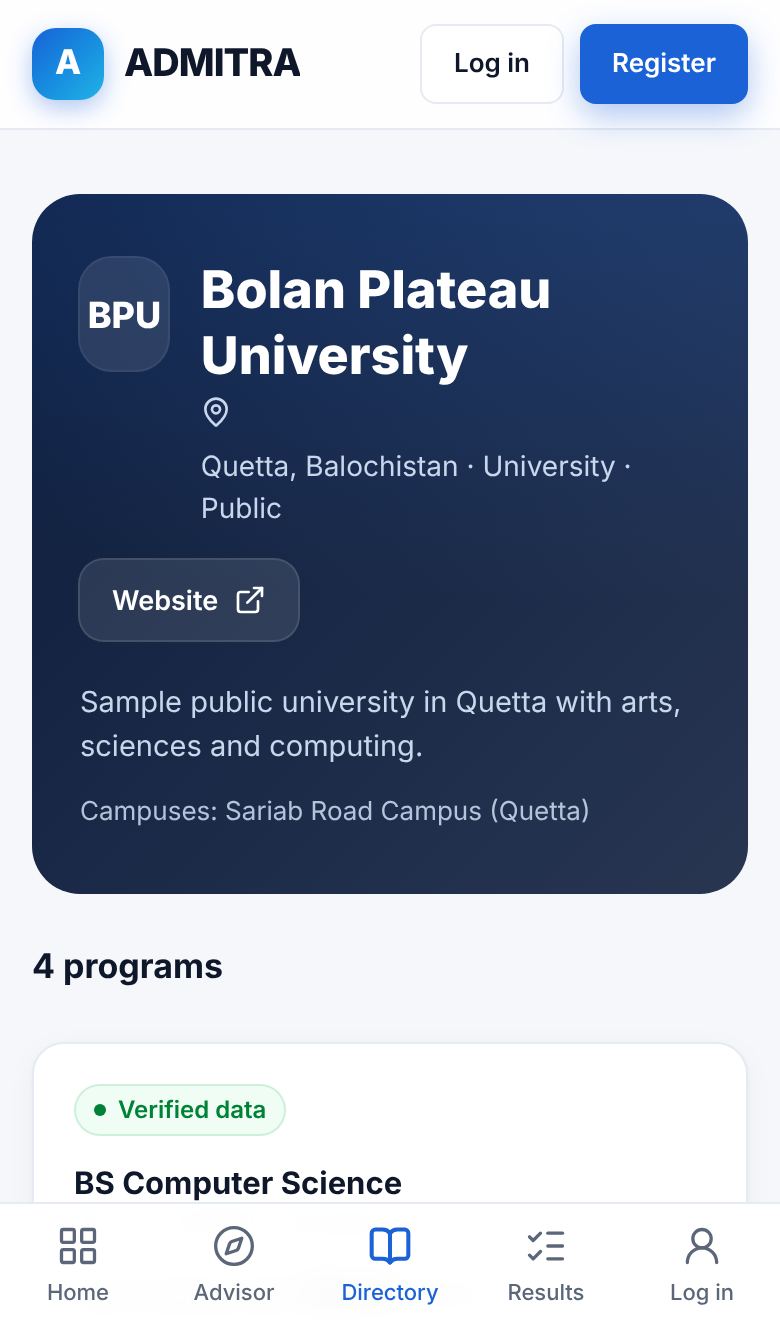 A
ADMITRA
Log in
Register
BPU
Bolan Plateau
University
Quetta, Balochistan · University ·
Public
Website
Sample public university in Quetta with arts,
sciences and computing.
Campuses: Sariab Road Campus (Quetta)
4 programs
Verified data
BS Computer Science
Home
Advisor
Directory
Results
Log in